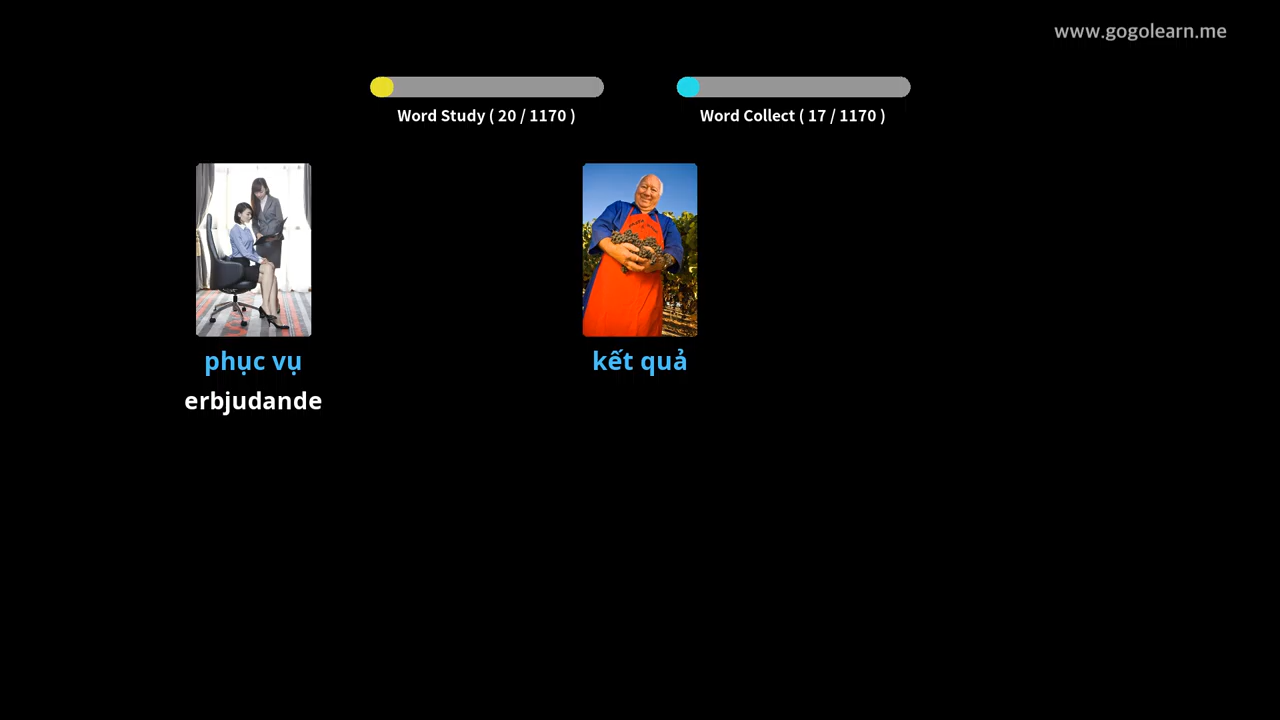 www.gogolearn.me
Word Study ( 20 / 1170 )
Word Collect ( 17 / 1170 )
phục vụ
kết quả
erbjudande